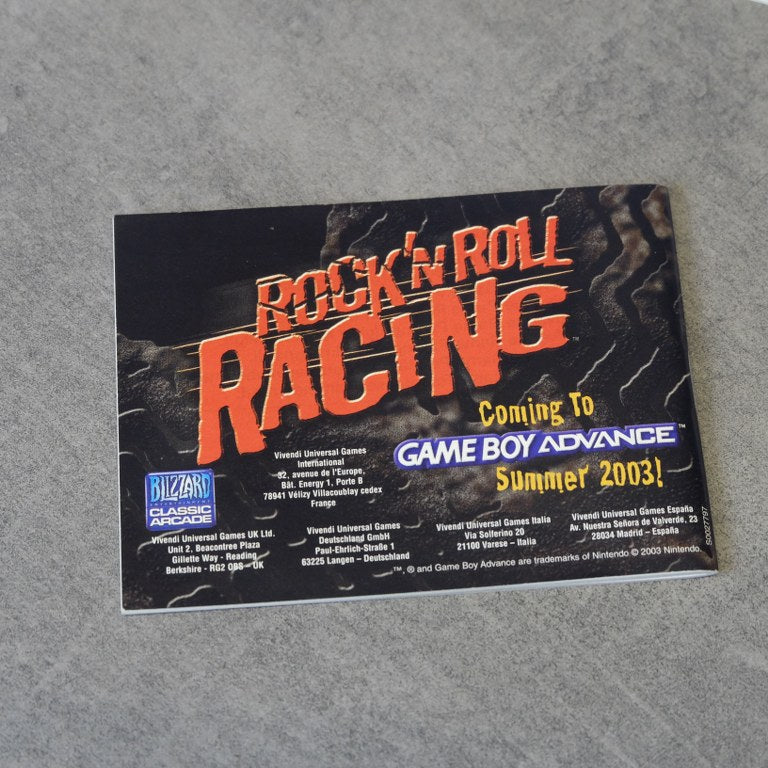 ROCK'N ROLL
RACING
™
Coming To
GAME BOY ADVANCE™
Summer 2003!
BLIZZARD
ENTERTAINMENT
CLASSIC
ARCADE
Vivendi Universal Games
International
32, avenue de l'Europe,
Bât. Energy 1, Porte B
78941 Vélizy Villacoublay cedex
France
Vivendi Universal Games UK Ltd.
Unit 2, Beacontree Plaza
Gillette Way - Reading
Berkshire - RG2 0BS - UK
Vivendi Universal Games
Deutschland GmbH
Paul-Ehrlich-Straße 1
63225 Langen – Deutschland
Vivendi Universal Games Italia
Via Solferino 20
21100 Varese – Italia
Vivendi Universal Games España
Av. Nuestra Señora de Valverde, 23
28034 Madrid – España
™, ® and Game Boy Advance are trademarks of Nintendo © 2003 Nintendo.
S0027797